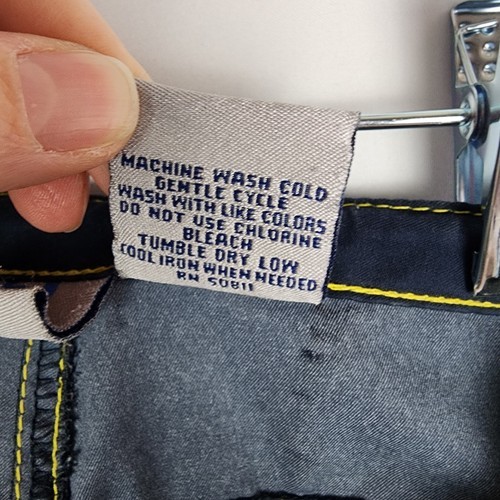 MACHINE WASH COLD
GENTLE CYCLE
WASH WITH LIKE COLORS
DO NOT USE CHLORINE
BLEACH
TUMBLE DRY LOW
COOL IRON WHEN NEEDED
RN 50811